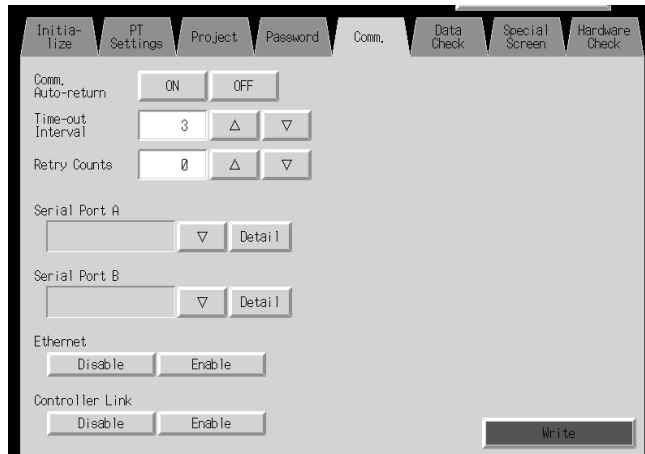 Initia-
lize
PT
Settings
Project
Password
Comm.
Data
Check
Special
Screen
Hardware
Check
Comm.
Auto-return
ON
OFF
Time-out
Interval
3
△
▽
Retry Counts
0
△
▽
Serial Port A
▽
Detail
Serial Port B
▽
Detail
Ethernet
Disable
Enable
Controller Link
Disable
Enable
Write